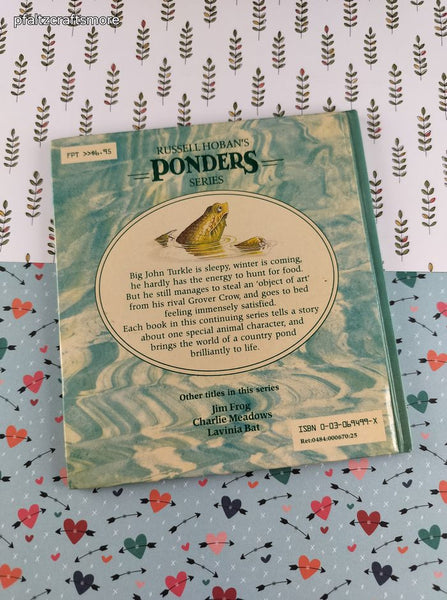 pfaltzcraftsmore
FPT >>$6.95
RUSSELL HOBAN'S
PONDERS
SERIES
Big John Turkle is sleepy, winter is coming,
he hardly has the energy to hunt for food.
But he still manages to steal an 'object of art'
from his rival Grover Crow, and goes to bed
feeling immensely satisfied.
Each book in this continuing series tells a story
about one special animal character, and
brings the world of a country pond
brilliantly to life.
Other titles in this series
Jim Frog
Charlie Meadows
Lavinia Bat
ISBN 0-03-069499-X
Ret:0484:000670:25
pfaltzcraftsmore